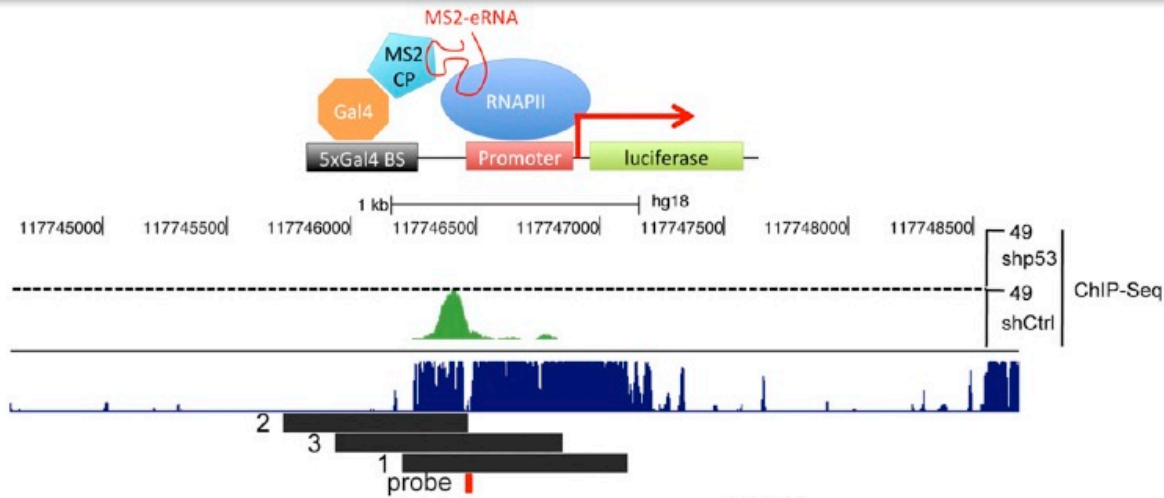 MS2-eRNA
MS2
CP
Gal4
RNAPII
5xGal4 BS
Promoter
luciferase
1 kb
hg18
117745000
117745500
117746000
117746500
117747000
117747500
117748000
117748500
49
shp53
49
shCtrl
ChIP-Seq
2
3
1
probe